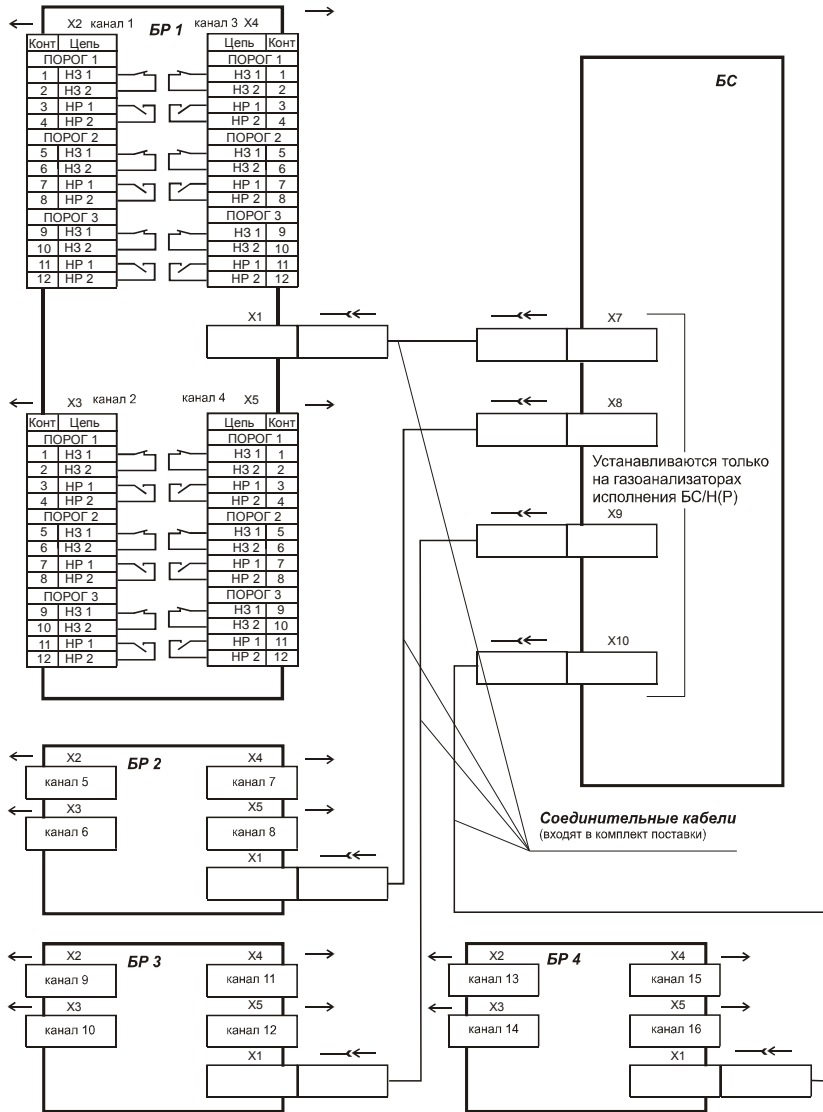 X2 канал 1
БР 1
канал 3 X4
Конт Цепь
ПОРОГ 1
1 НЗ 1
2 НЗ 2
3 НР 1
4 НР 2
ПОРОГ 2
5 НЗ 1
6 НЗ 2
7 НР 1
8 НР 2
ПОРОГ 3
9 НЗ 1
10 НЗ 2
11 НР 1
12 НР 2
Цепь Конт
ПОРОГ 1
НЗ 1 1
НЗ 2 2
НР 1 3
НР 2 4
ПОРОГ 2
НЗ 1 5
НЗ 2 6
НР 1 7
НР 2 8
ПОРОГ 3
НЗ 1 9
НЗ 2 10
НР 1 11
НР 2 12
X1
X3 канал 2
канал 4 X5
Конт Цепь
ПОРОГ 1
1 НЗ 1
2 НЗ 2
3 НР 1
4 НР 2
ПОРОГ 2
5 НЗ 1
6 НЗ 2
7 НР 1
8 НР 2
ПОРОГ 3
9 НЗ 1
10 НЗ 2
11 НР 1
12 НР 2
Цепь Конт
ПОРОГ 1
НЗ 1 1
НЗ 2 2
НР 1 3
НР 2 4
ПОРОГ 2
НЗ 1 5
НЗ 2 6
НР 1 7
НР 2 8
ПОРОГ 3
НЗ 1 9
НЗ 2 10
НР 1 11
НР 2 12
БС
X7
X8
Устанавливаются только
на газоанализаторах
исполнения БС/Н(Р)
X9
X10
Соединительные кабели
(входят в комплект поставки)
X2
БР 2
X4
канал 5
канал 7
X3
X5
канал 6
канал 8
X1
X2
БР 3
X4
канал 9
канал 11
X3
X5
канал 10
канал 12
X1
X2
БР 4
X4
канал 13
канал 15
X3
X5
канал 14
канал 16
X1